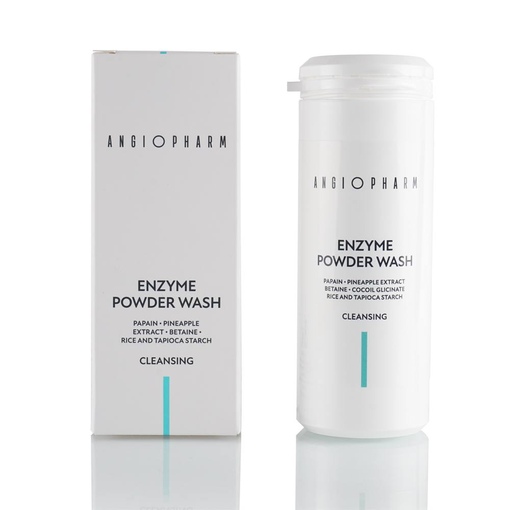 ANGIOPHARM
ENZYME
POWDER WASH
PAPAIN • PINEAPPLE
EXTRACT • BETAINE •
RICE AND TAPIOCA STARCH
CLEANSING
ANGIOPHARM
ENZYME
POWDER WASH
PAPAIN • PINEAPPLE EXTRACT
BETAINE • COCOIL GLICINATE
RICE AND TAPIOCA STARCH
CLEANSING